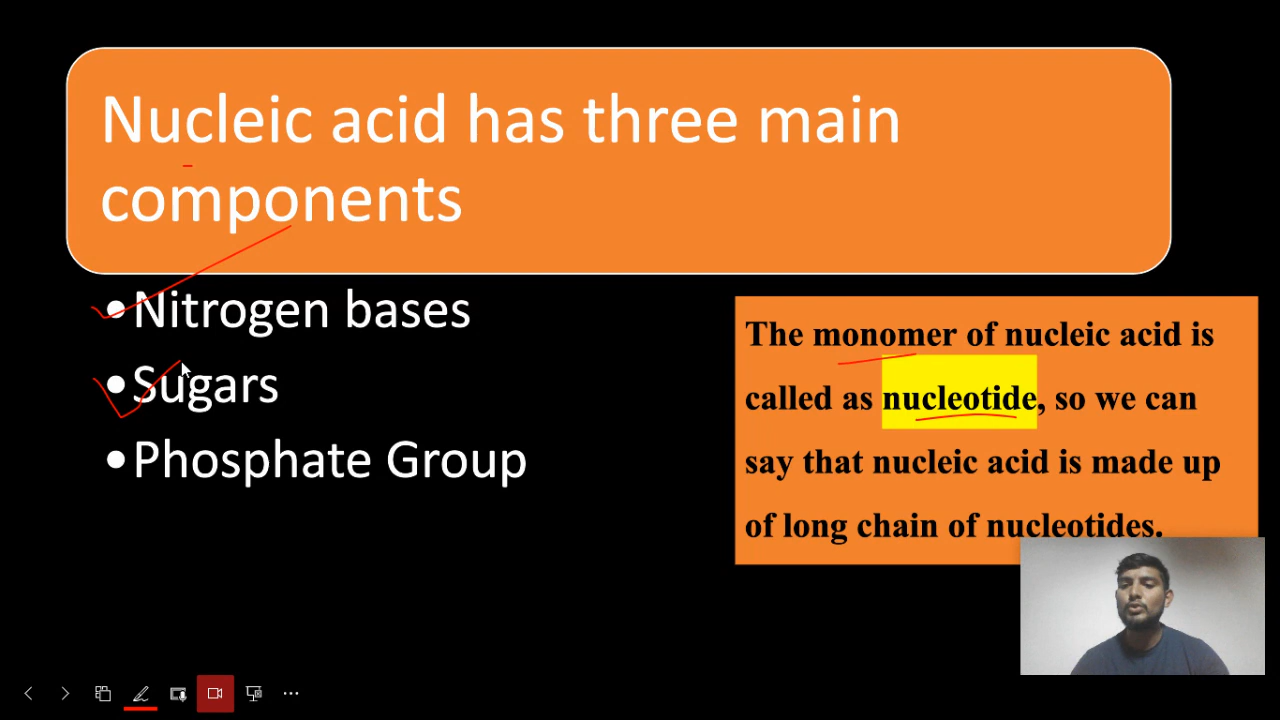 Nucleic acid has three main
components
•Nitrogen bases
•Sugars
•Phosphate Group
The monomer of nucleic acid is
called as nucleotide, so we can
say that nucleic acid is made up
of long chain of nucleotides.